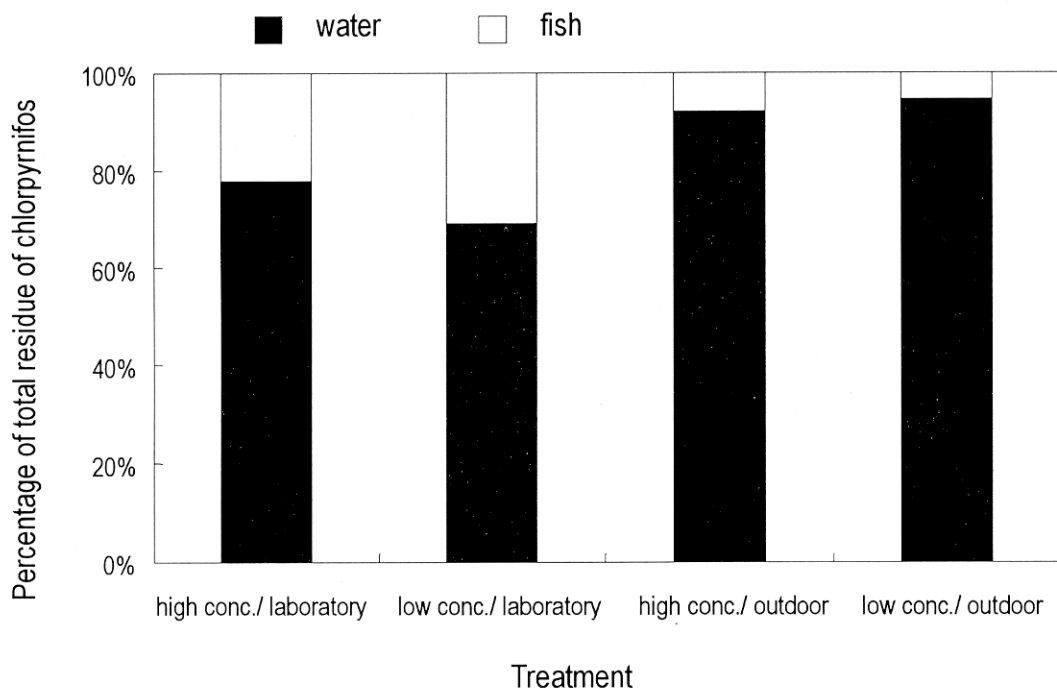 water fish
Percentage of total residue of chlorpyrnifos
100%
80%
60%
40%
20%
0%
high conc./ laboratory low conc./ laboratory high conc./ outdoor low conc./ outdoor
Treatment